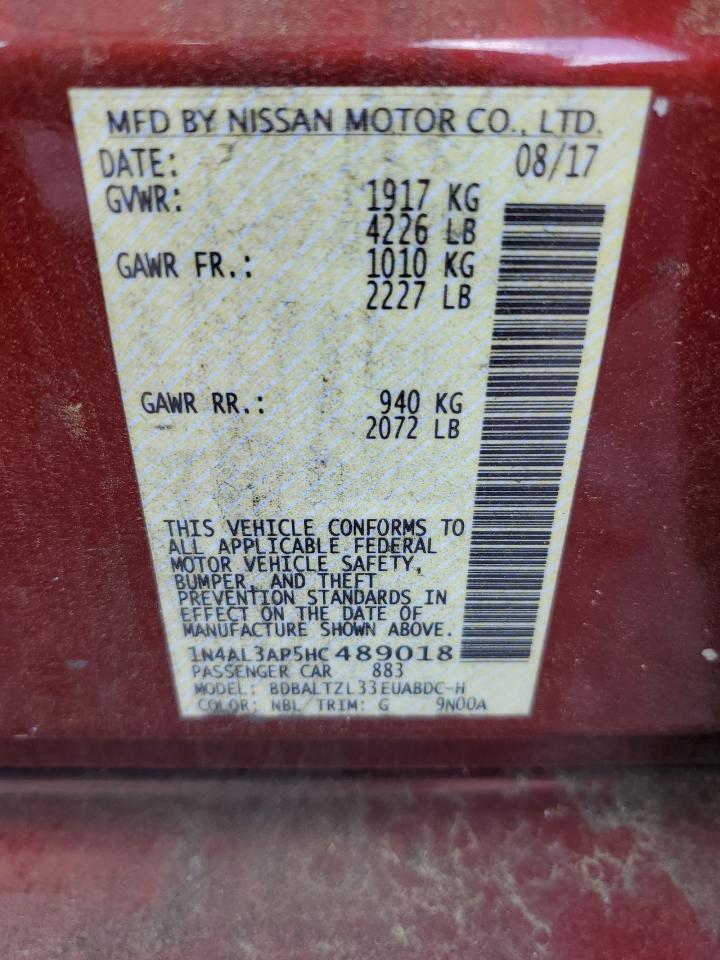 MFD BY NISSAN MOTOR CO., LTD.
DATE: 08/17
GVWR: 1917 KG
4226 LB
GAWR FR.: 1010 KG
2227 LB
GAWR RR.: 940 KG
2072 LB
THIS VEHICLE CONFORMS TO
ALL APPLICABLE FEDERAL
MOTOR VEHICLE SAFETY,
BUMPER, AND THEFT
PREVENTION STANDARDS IN
EFFECT ON THE DATE OF
MANUFACTURE SHOWN ABOVE.
1N4AL3AP5HC489018
PASSENGER CAR 883
MODEL: BDBALTZL33EUABDC-H
COLOR: NBL TRIM: G 9N00A